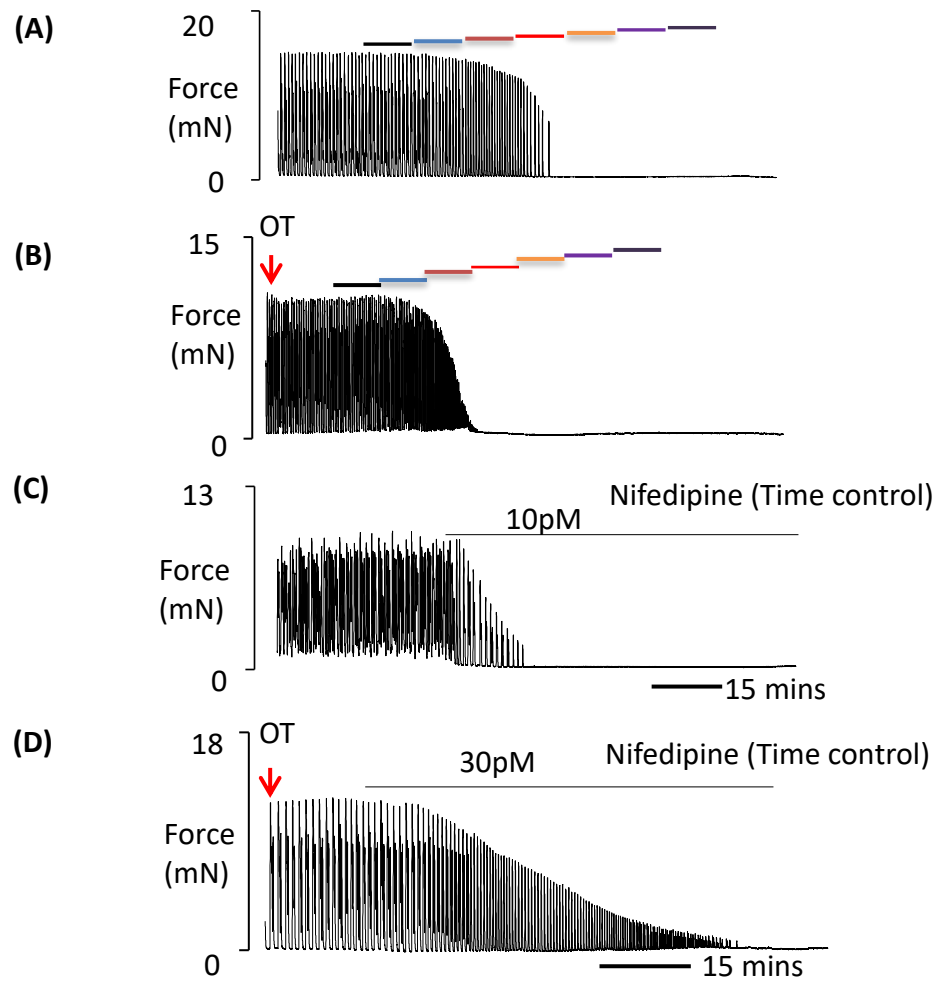 (A)
20
Force
(mN)
0
(B)
OT
15
Force
(mN)
0
(C)
13
Nifedipine (Time control)
10pM
Force
(mN)
0
15 mins
(D)
OT
18
Nifedipine (Time control)
30pM
Force
(mN)
0
15 mins